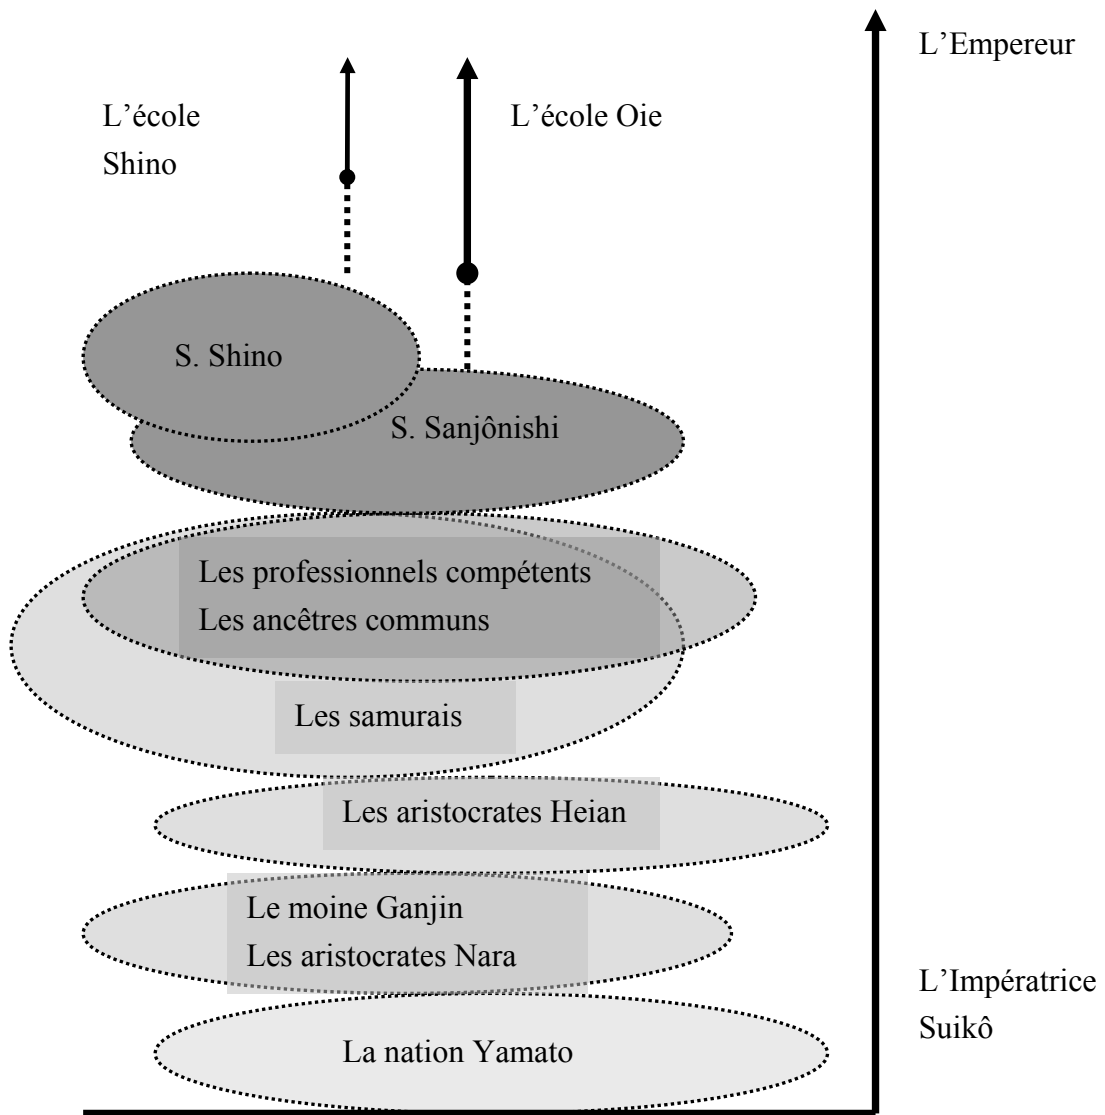 L’Empereur
L’école
Shino
L’école Oie
S. Shino
S. Sanjônishi
Les professionnels compétents
Les ancêtres communs
Les samurais
Les aristocrates Heian
Le moine Ganjin
Les aristocrates Nara
L’Impératrice
Suikô
La nation Yamato